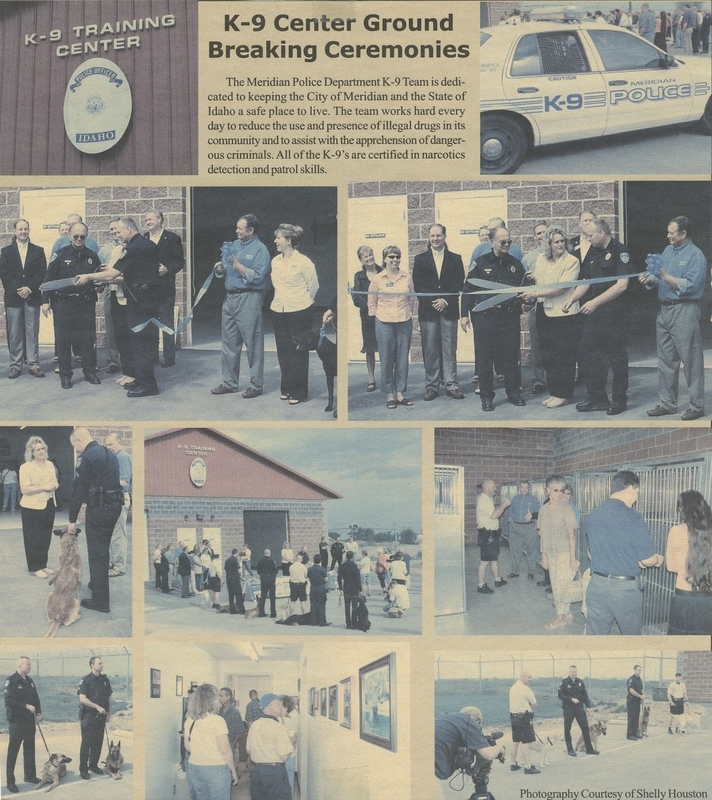 K-9 TRAINING
CENTER
POLICE OFFICER
IDAHO
K-9 Center Ground
Breaking Ceremonies
The Meridian Police Department K-9 Team is dedi-
cated to keeping the City of Meridian and the State of
Idaho a safe place to live. The team works hard every
day to reduce the use and presence of illegal drugs in its
community and to assist with the apprehension of danger-
ous criminals. All of the K-9's are certified in narcotics
detection and patrol skills.
CAUTION
MERIDIAN
K-9 POLICE
K-9 TRAINING
CENTER
Photography Courtesy of Shelly Houston